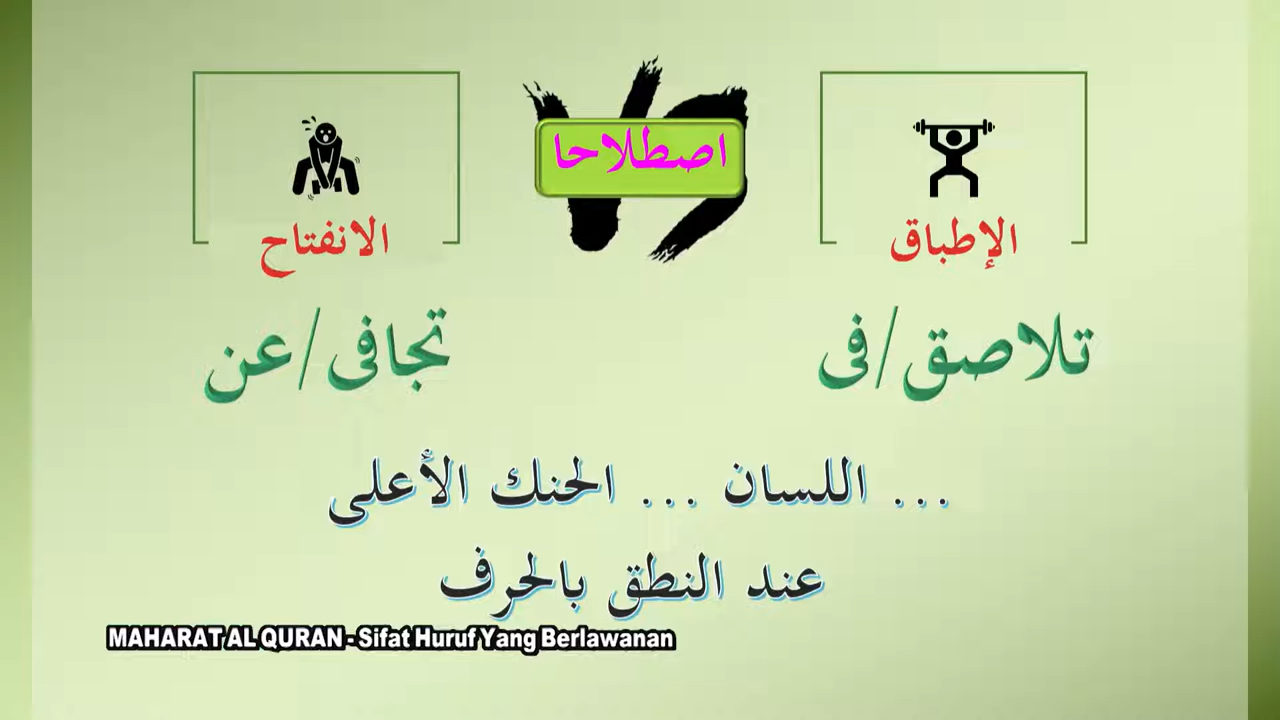 اصطلاحا
الإطباق
الانفتاح
تلاصق/فى
تجافى/عن
... اللسان ... الحنك الأعلى
عند النطق بالحرف
MAHARAT AL QURAN - Sifat Huruf Yang Berlawanan